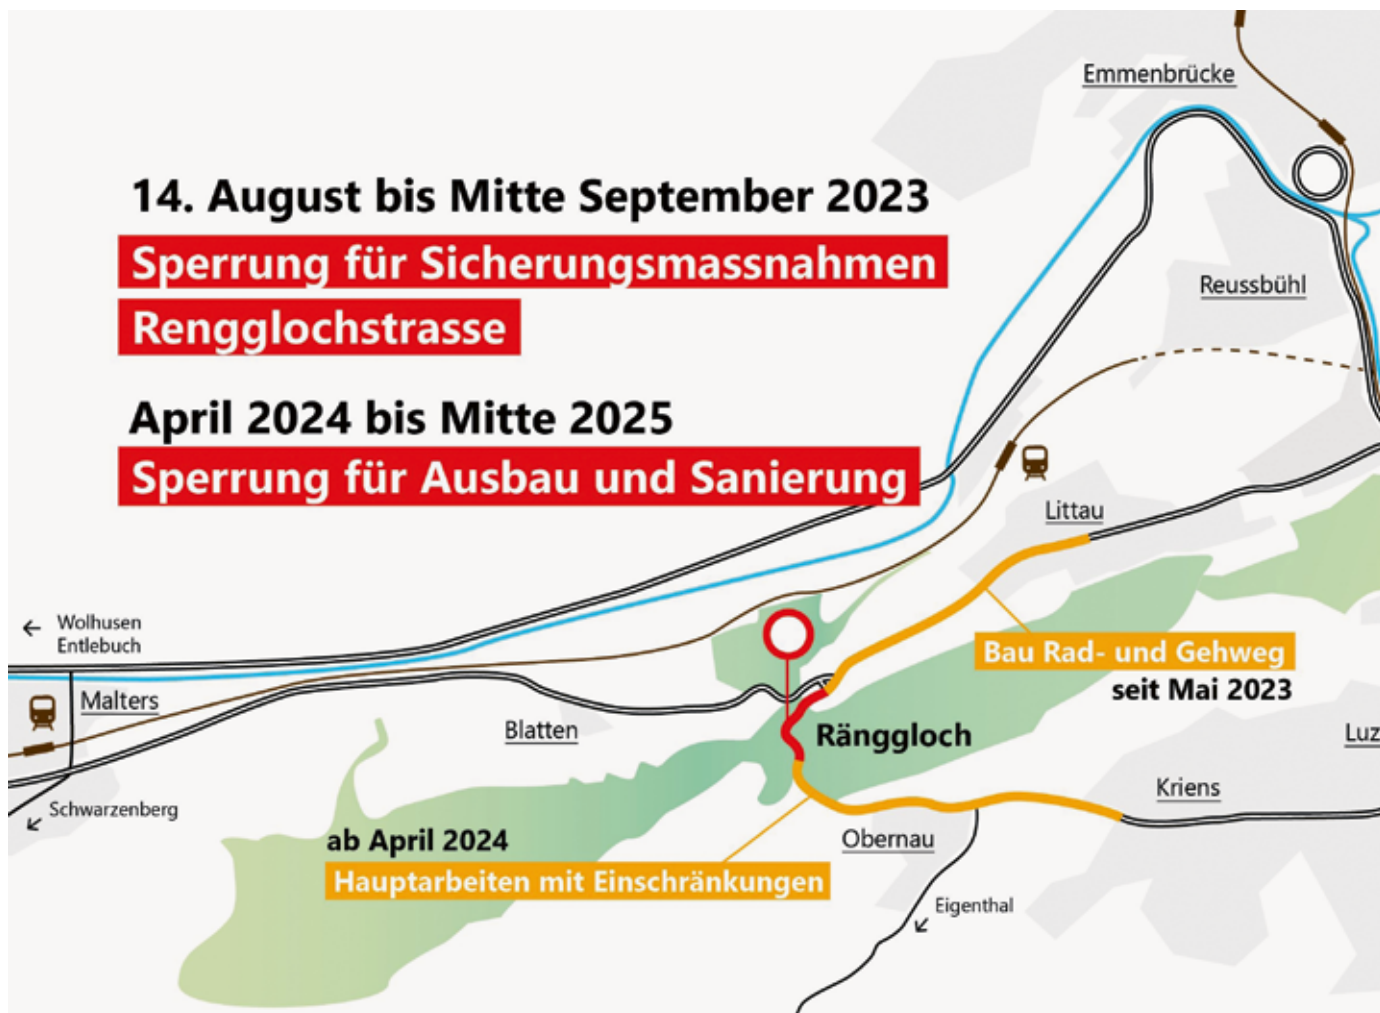 Emmenbrücke
14. August bis Mitte September 2023
Sperrung für Sicherungsmassnahmen
Rengglochstrasse
Reussbühl
April 2024 bis Mitte 2025
Sperrung für Ausbau und Sanierung
Littau
Wolhusen
Entlebuch
Bau Rad- und Gehweg
seit Mai 2023
Malters
Blatten
Ränggloch
Luz
Kriens
Schwarzenberg
ab April 2024
Hauptarbeiten mit Einschränkungen
Obernau
Eigenthal